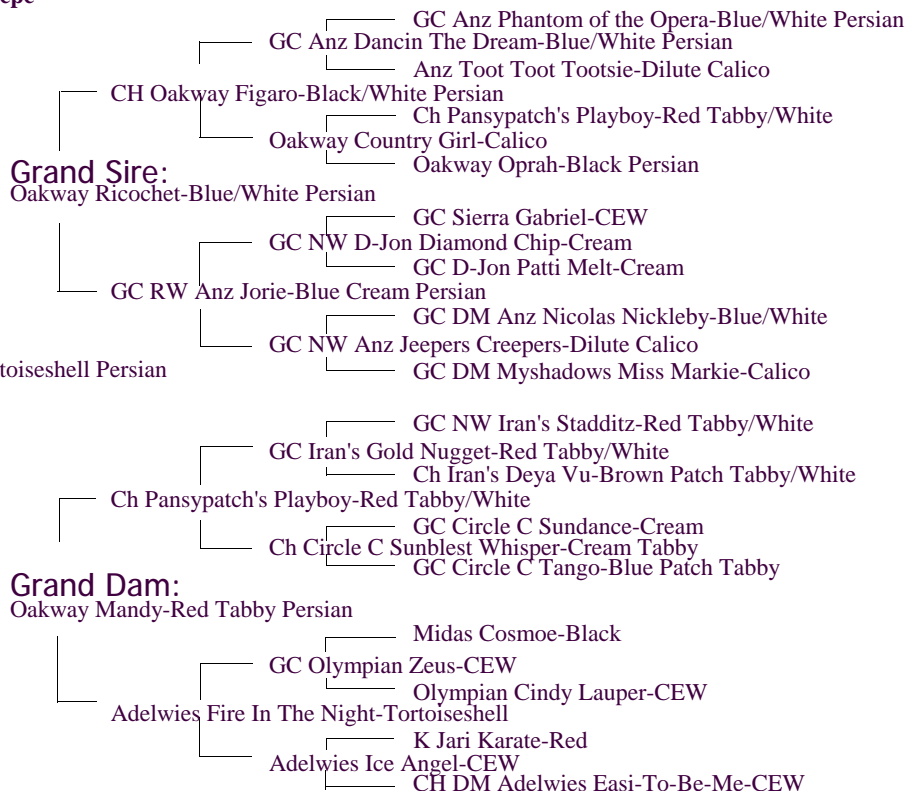 GC Anz Phantom of the Opera-Blue/White Persian
GC Anz Dancin The Dream-Blue/White Persian
Anz Toot Toot Tootsie-Dilute Calico
CH Oakway Figaro-Black/White Persian
Ch Pansypatch's Playboy-Red Tabby/White
Oakway Country Girl-Calico
Oakway Oprah-Black Persian
Grand Sire:
Oakway Ricochet-Blue/White Persian
GC Sierra Gabriel-CEW
GC NW D-Jon Diamond Chip-Cream
GC D-Jon Patti Melt-Cream
GC RW Anz Jorie-Blue Cream Persian
GC DM Anz Nicolas Nickleby-Blue/White
GC NW Anz Jeepers Creepers-Dilute Calico
toiseshell Persian
GC DM Myshadows Miss Markie-Calico
GC NW Iran's Stadditz-Red Tabby/White
GC Iran's Gold Nugget-Red Tabby/White
Ch Iran's Deya Vu-Brown Patch Tabby/White
Ch Pansypatch's Playboy-Red Tabby/White
GC Circle C Sundance-Cream
Ch Circle C Sunblest Whisper-Cream Tabby
GC Circle C Tango-Blue Patch Tabby
Grand Dam:
Oakway Mandy-Red Tabby Persian
Midas Cosmoe-Black
GC Olympian Zeus-CEW
Olympian Cindy Lauper-CEW
Adelwies Fire In The Night-Tortoiseshell
K Jari Karate-Red
Adelwies Ice Angel-CEW
CH DM Adelwies Easi-To-Be-Me-CEW